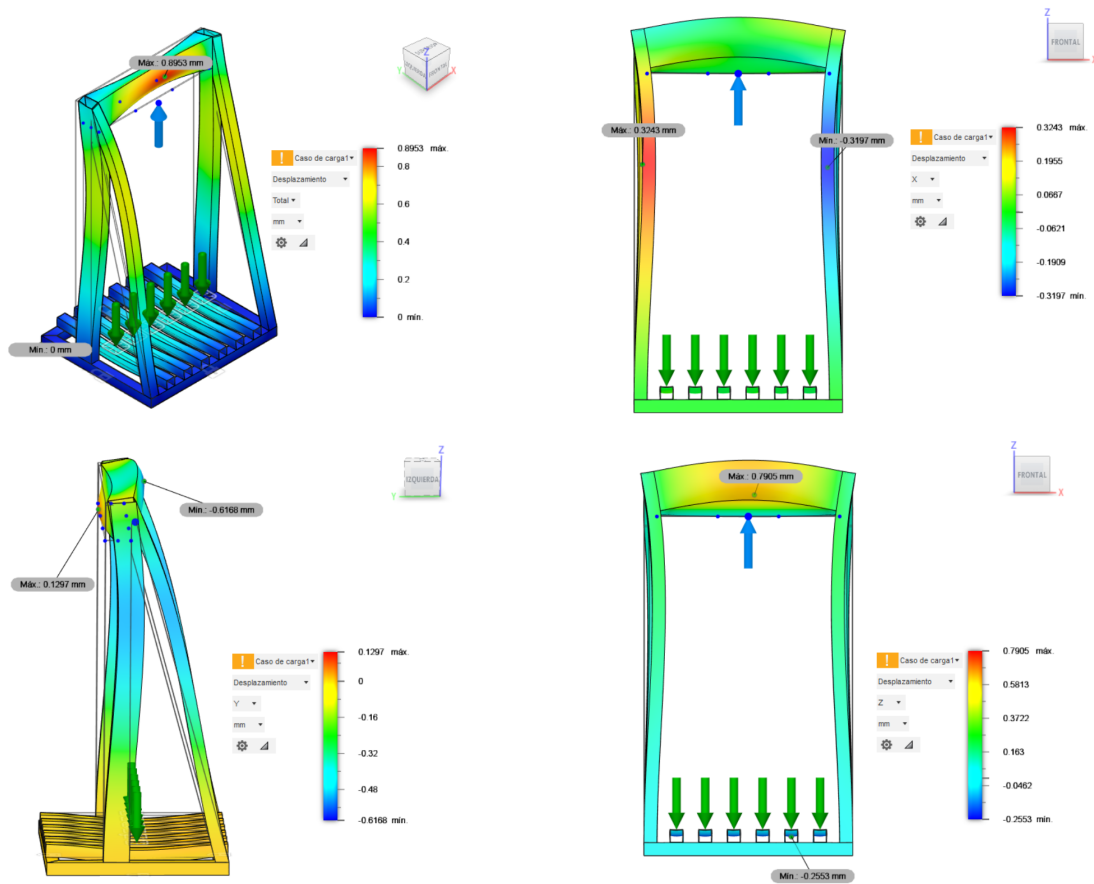 Z
IZQUIERDA
FRONTAL
Y
X
Máx.: 0.8953 mm
Mín.: 0 mm
Caso de carga1
Desplazamiento
Total
mm
0.8953 máx.
0.8
0.6
0.4
0.2
0 mín.
Z
FRONTAL
X
Máx.: 0.3243 mm
Mín.: -0.3197 mm
Caso de carga1
Desplazamiento
X
mm
0.3243 máx.
0.1955
0.0667
-0.0621
-0.1909
-0.3197 mín.
Z
IZQUIERDA
Y
Mín.: -0.6168 mm
Máx.: 0.1297 mm
Caso de carga1
Desplazamiento
Y
mm
0.1297 máx.
0
-0.16
-0.32
-0.48
-0.6168 mín.
Z
FRONTAL
X
Máx.: 0.7905 mm
Caso de carga1
Desplazamiento
Z
mm
0.7905 máx.
0.5813
0.3722
0.163
-0.0462
-0.2553 mín.
Mín.: -0.2553 mm